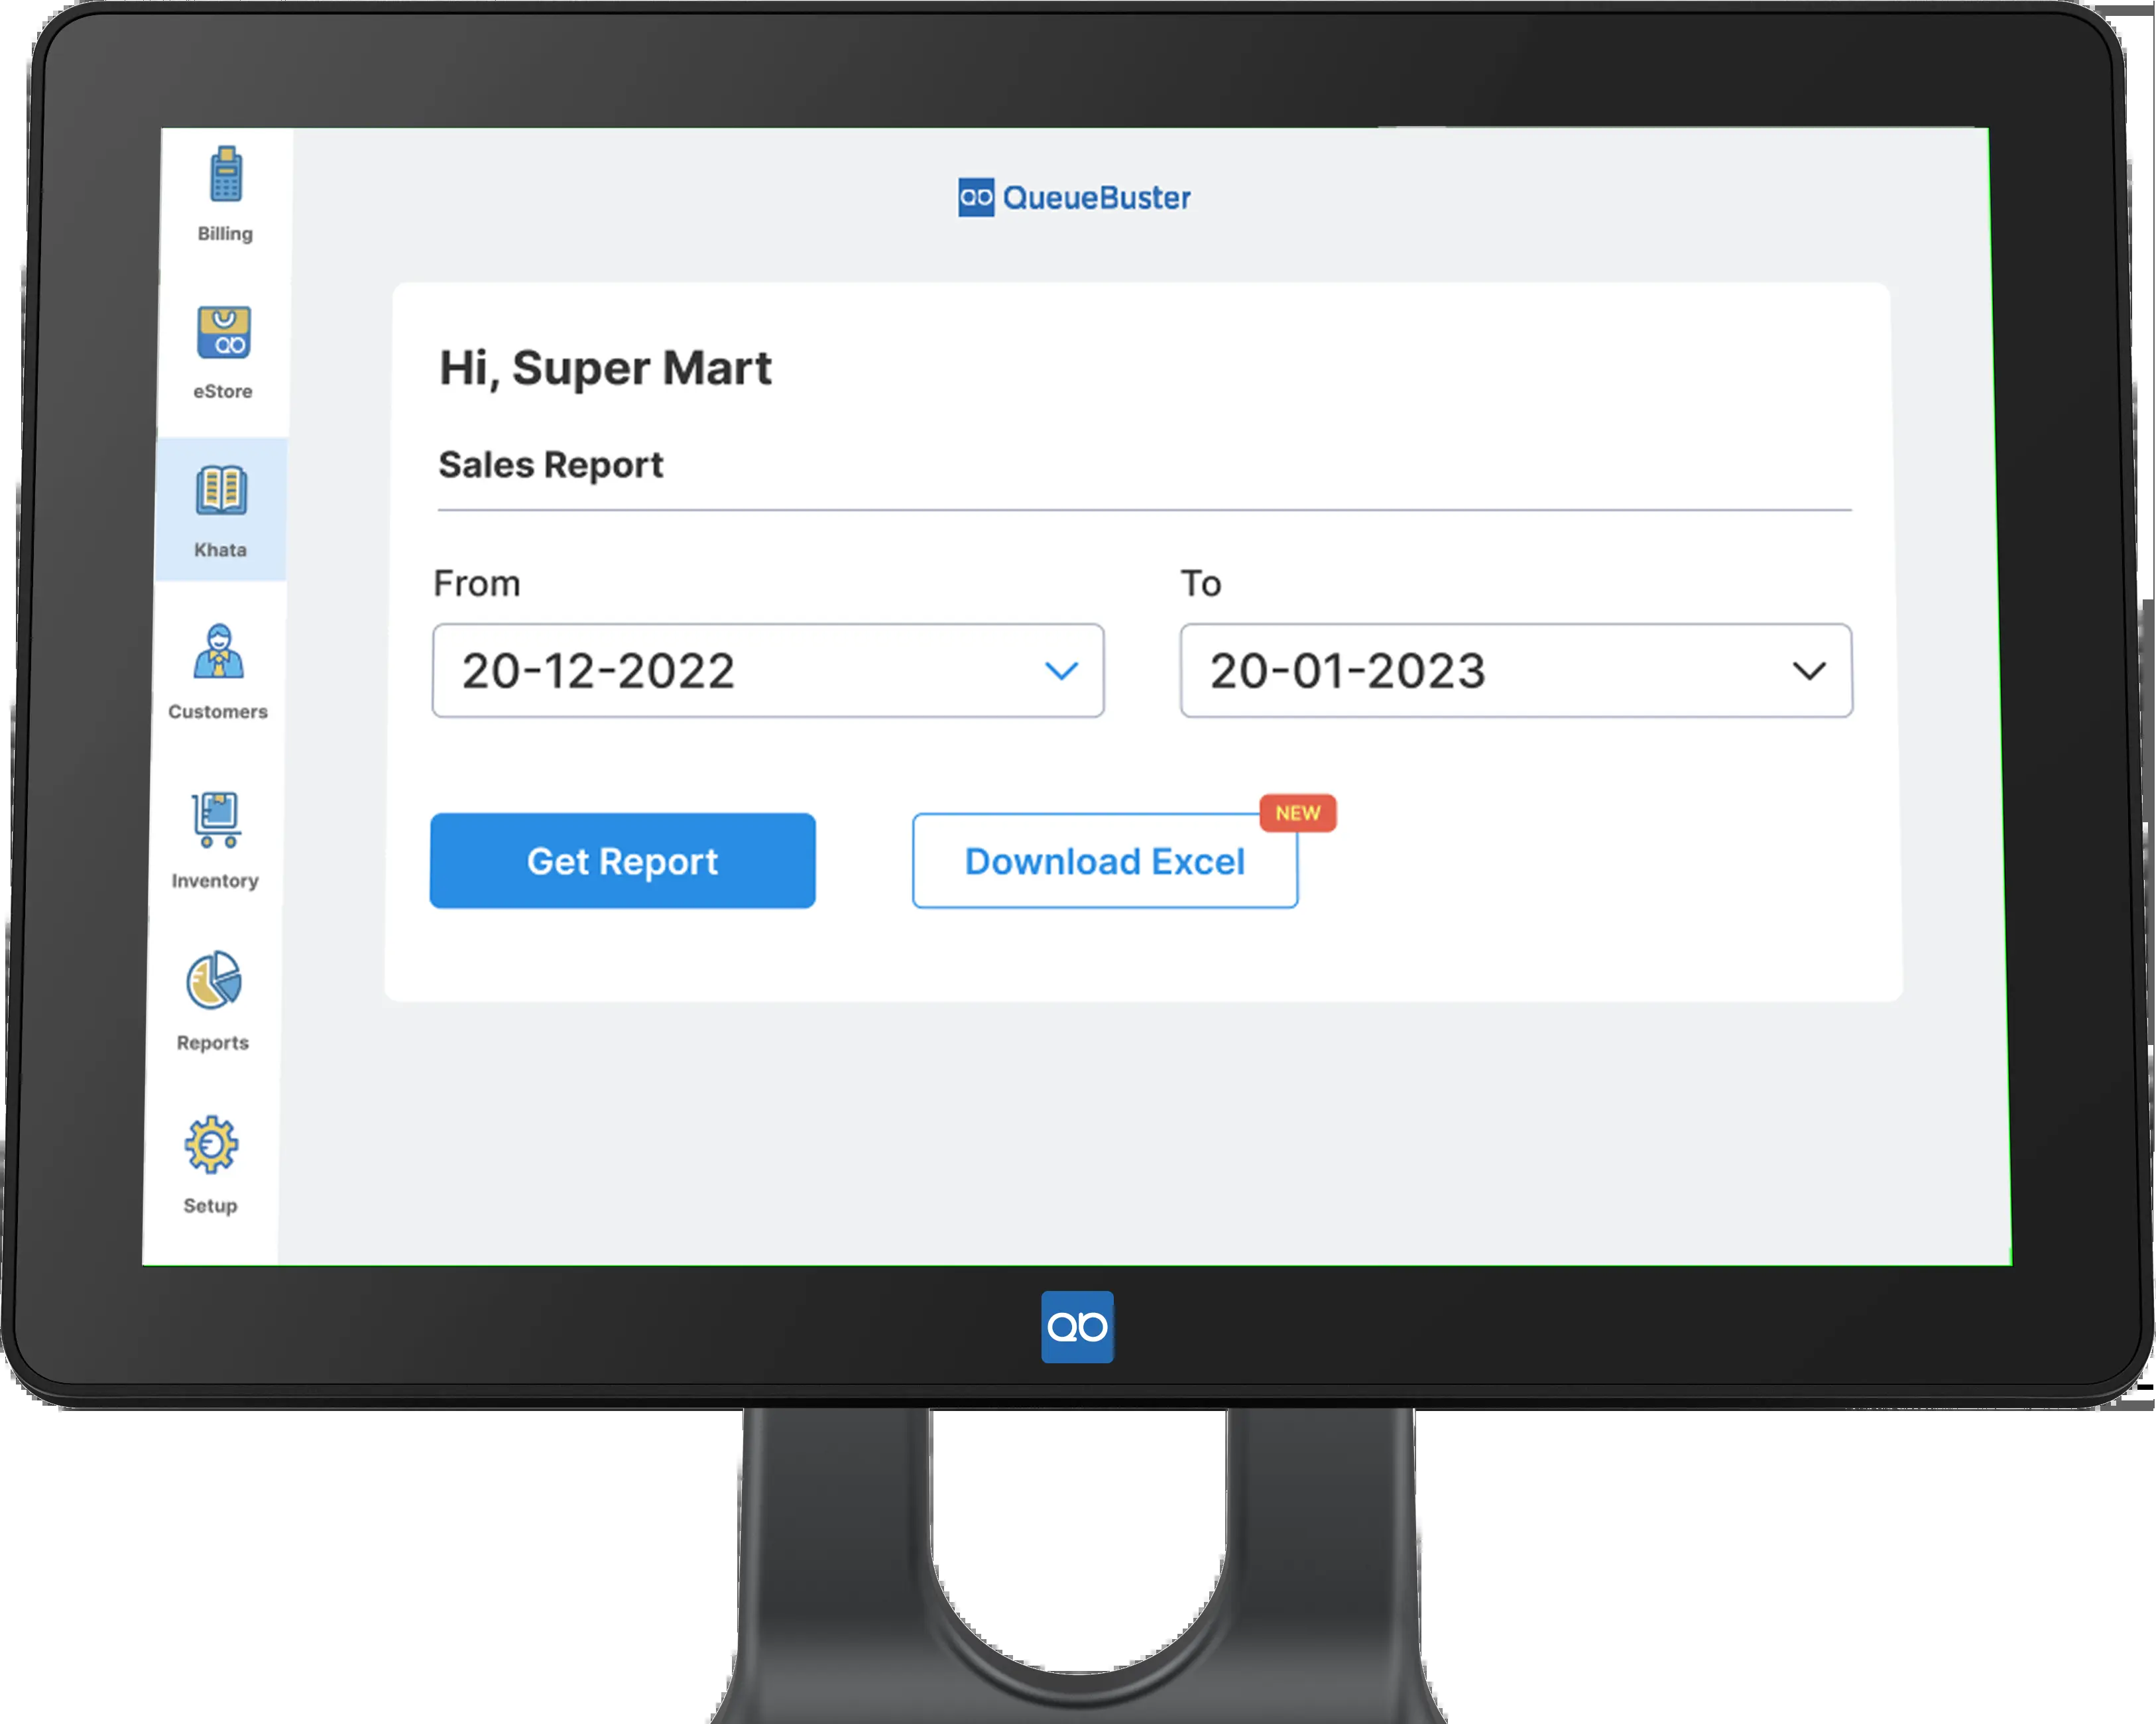 QueueBuster
Billing
eStore
Khata
Customers
Inventory
Reports
Setup
Hi, Super Mart
Sales Report
From
To
20-12-2022
20-01-2023
Get Report
Download Excel
NEW